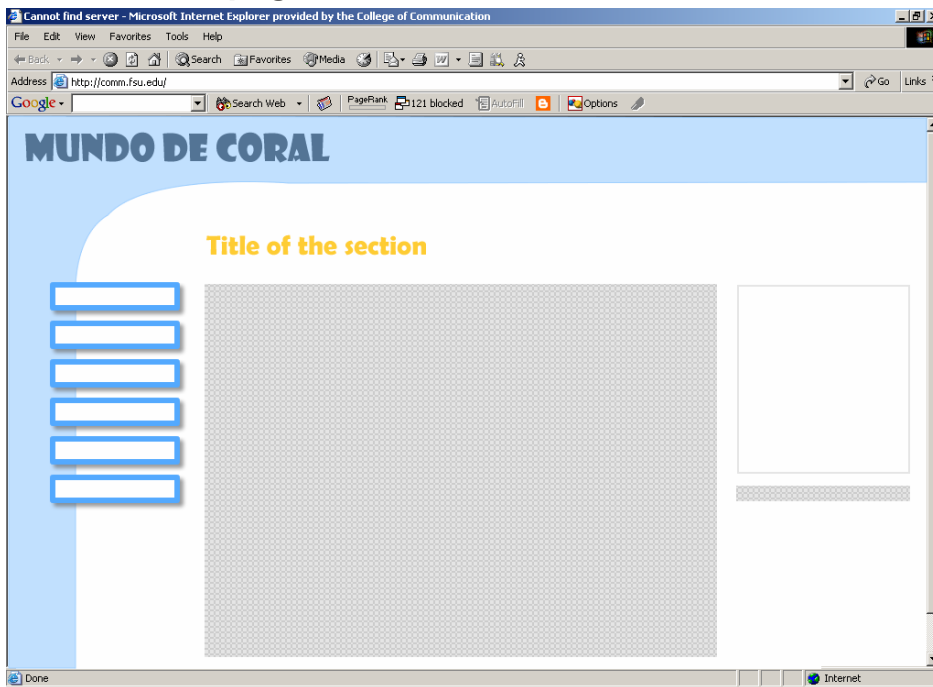 Cannot find server - Microsoft Internet Explorer provided by the College of Communication
File Edit View Favorites Tools Help
Back Search Favorites Media
Address http://comm.fsu.edu/ Go Links
Google Search Web PageRank 121 blocked AutoFill Options
MUNDO DE CORAL
Title of the section
Done Internet